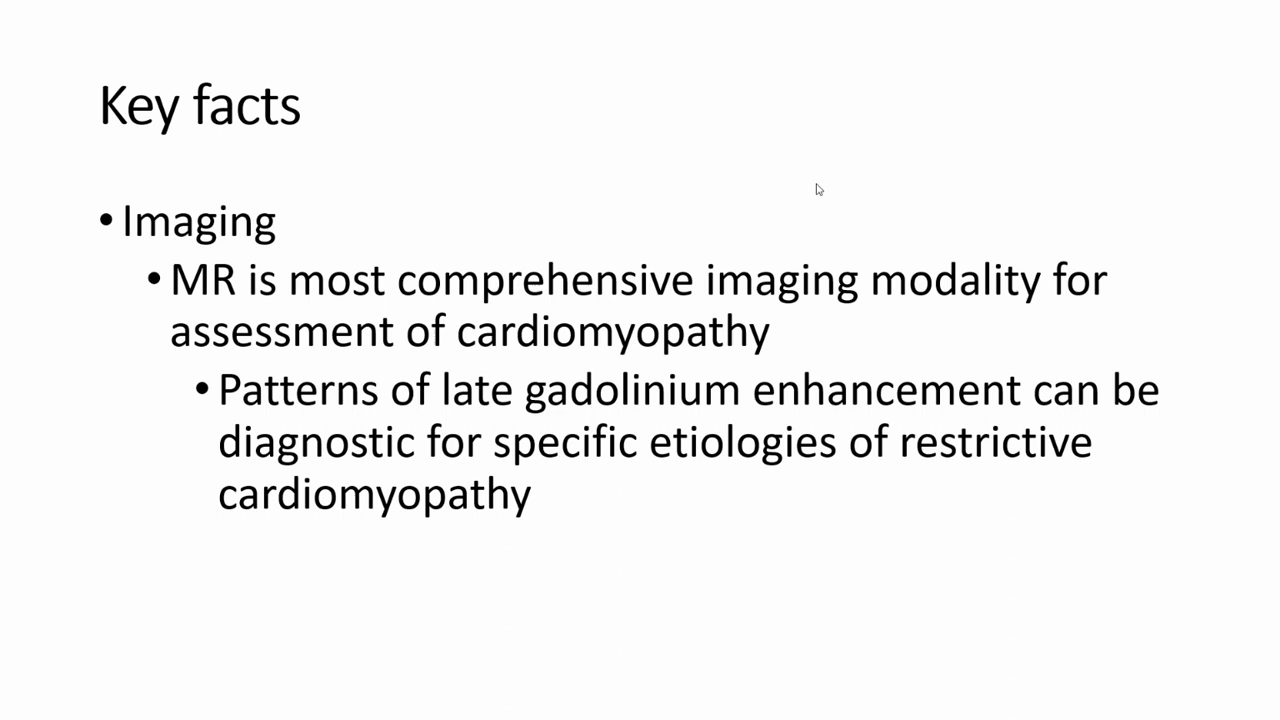 Key facts
• Imaging
• MR is most comprehensive imaging modality for
assessment of cardiomyopathy
• Patterns of late gadolinium enhancement can be
diagnostic for specific etiologies of restrictive
cardiomyopathy